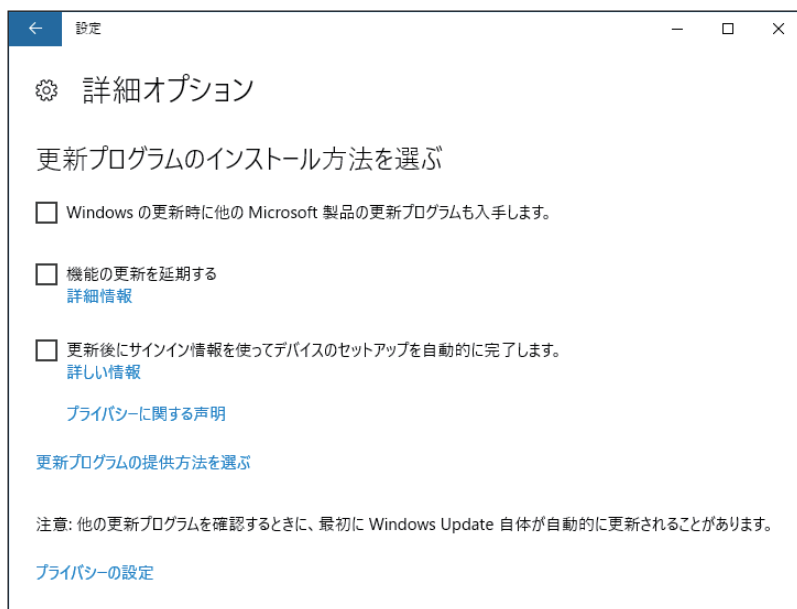 設定
詳細オプション
更新プログラムのインストール方法を選ぶ
Windows の更新時に他の Microsoft 製品の更新プログラムも入手します。
機能の更新を延期する
詳細情報
更新後にサインイン情報を使ってデバイスのセットアップを自動的に完了します。
詳しい情報
プライバシーに関する声明
更新プログラムの提供方法を選ぶ
注意: 他の更新プログラムを確認するときに、最初に Windows Update 自体が自動的に更新されることがあります。
プライバシーの設定